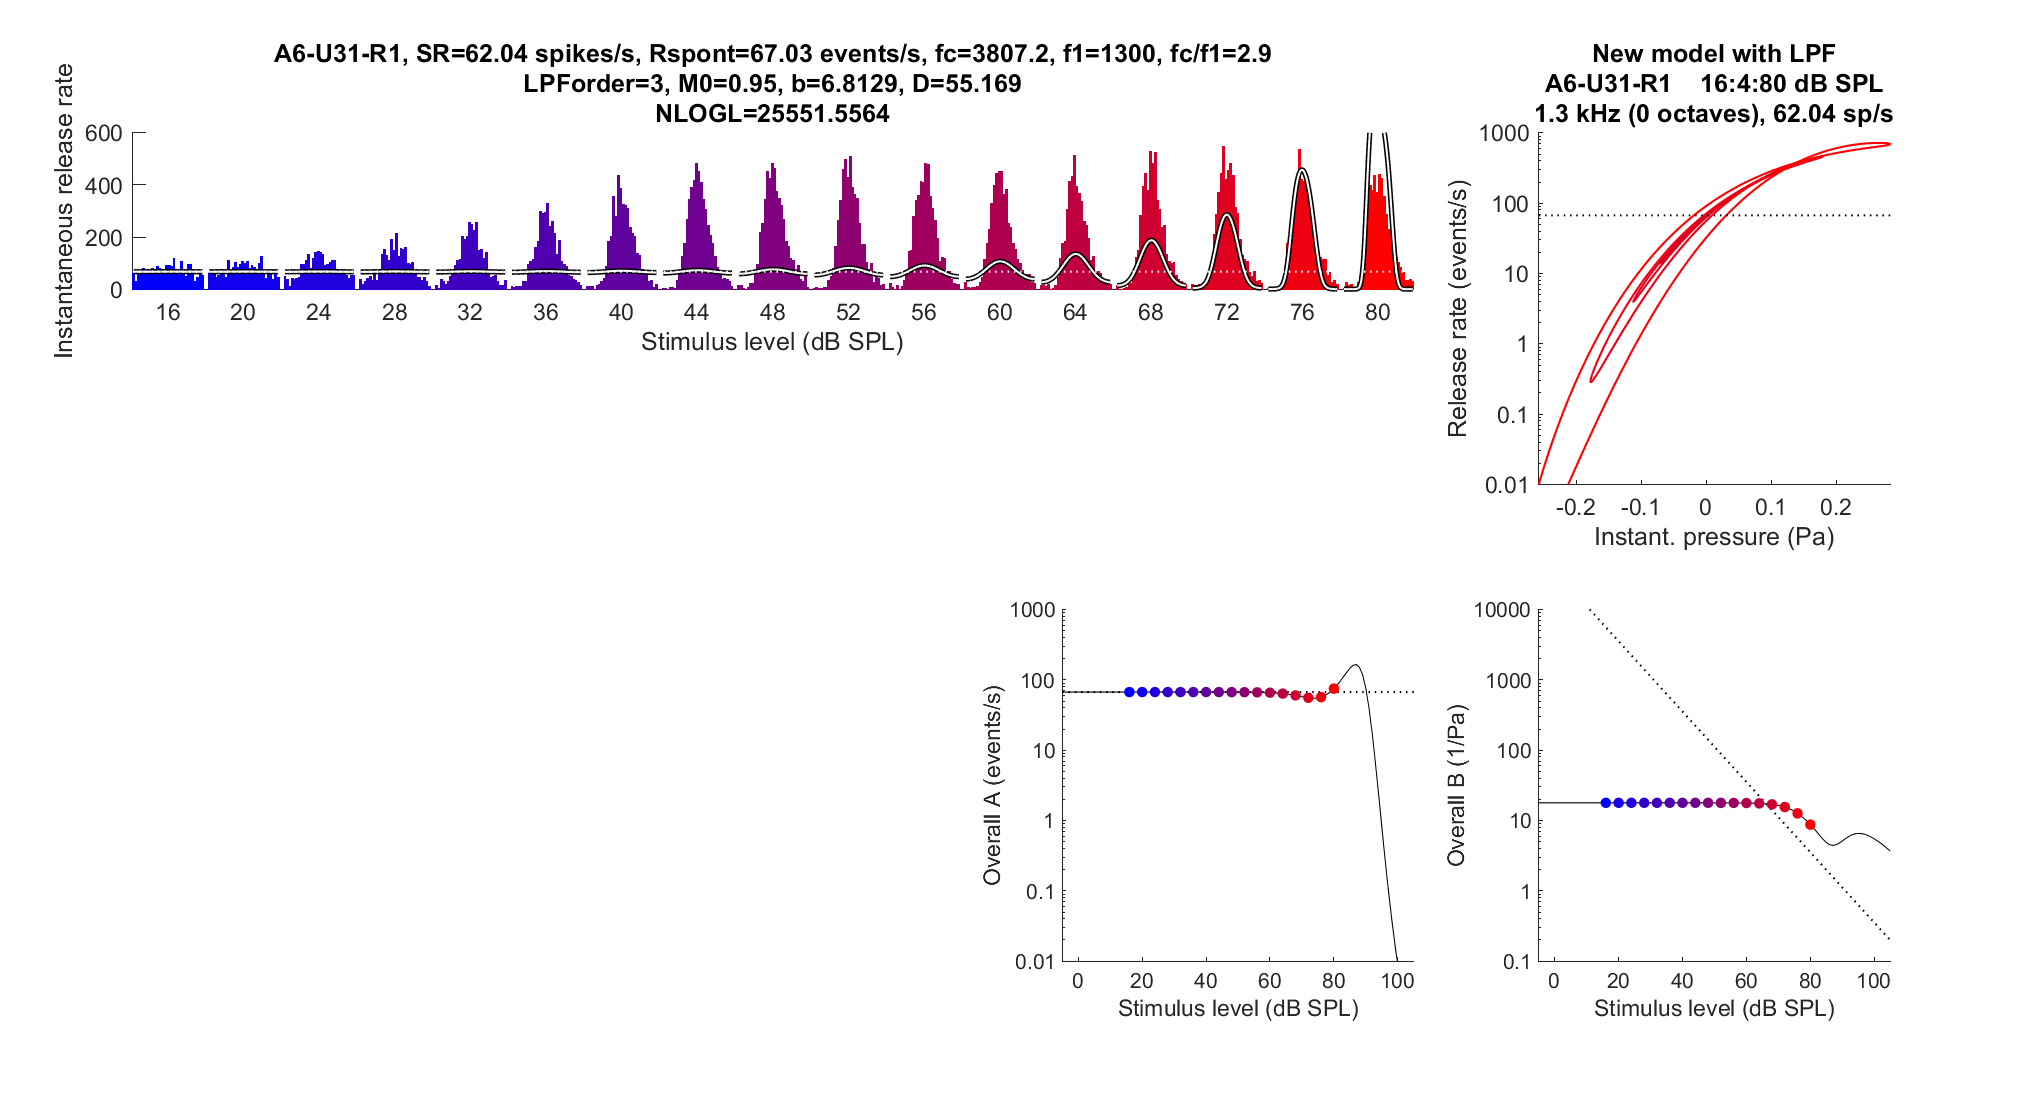 A6-U31-R1, SR=62.04 spikes/s, Rspont=67.03 events/s, fc=3807.2, f1=1300, fc/f1=2.9
LPForder=3, M0=0.95, b=6.8129, D=55.169
NLOGL=25551.5564
Instantaneous release rate
600
400
200
0
16 20 24 28 32 36 40 44 48 52 56 60 64 68 72 76 80
Stimulus level (dB SPL)
New model with LPF
A6-U31-R1 16:4:80 dB SPL
1.3 kHz (0 octaves), 62.04 sp/s
Release rate (events/s)
1000
100
10
1
0.1
0.01
-0.2 -0.1 0 0.1 0.2
Instant. pressure (Pa)
Overall A (events/s)
1000
100
10
1
0.1
0.01
0 20 40 60 80 100
Stimulus level (dB SPL)
Overall B (1/Pa)
10000
1000
100
10
1
0.1
0 20 40 60 80 100
Stimulus level (dB SPL)